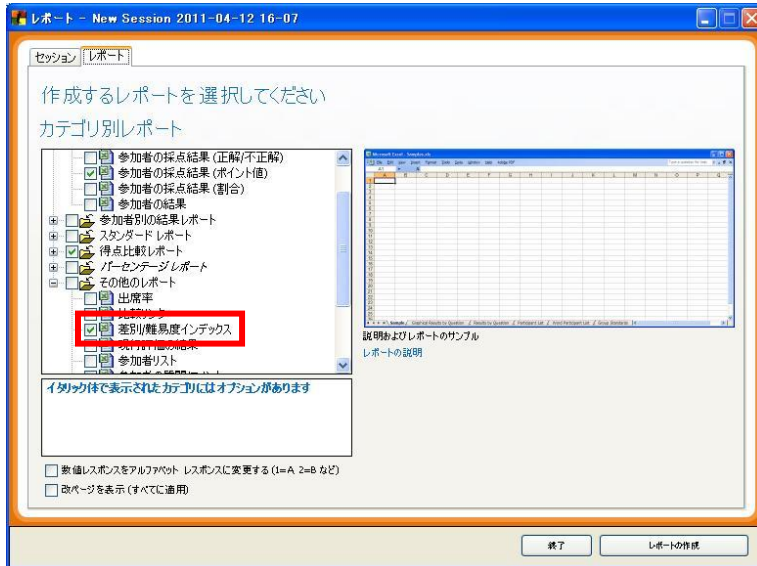 レポート - New Session 2011-04-12 16-07
セッション レポート
作成するレポートを選択してください
カテゴリ別レポート
参加者の採点結果 (正解/不正解)
参加者の採点結果 (ポイント値)
参加者の採点結果 (割合)
参加者の結果
参加者別の結果レポート
スタンダード レポート
得点比較レポート
パーセンテージレポート
その他のレポート
出席率
差別/難易度インデックス
参加者リスト
説明およびレポートのサンプル
レポートの説明
イタリック体で表示されたカテゴリにはオプションがあります
数値レスポンスをアルファベット レスポンスに変更する (1=A 2=B など)
改ページを表示 (すべてに適用)
終了 レポートの作成